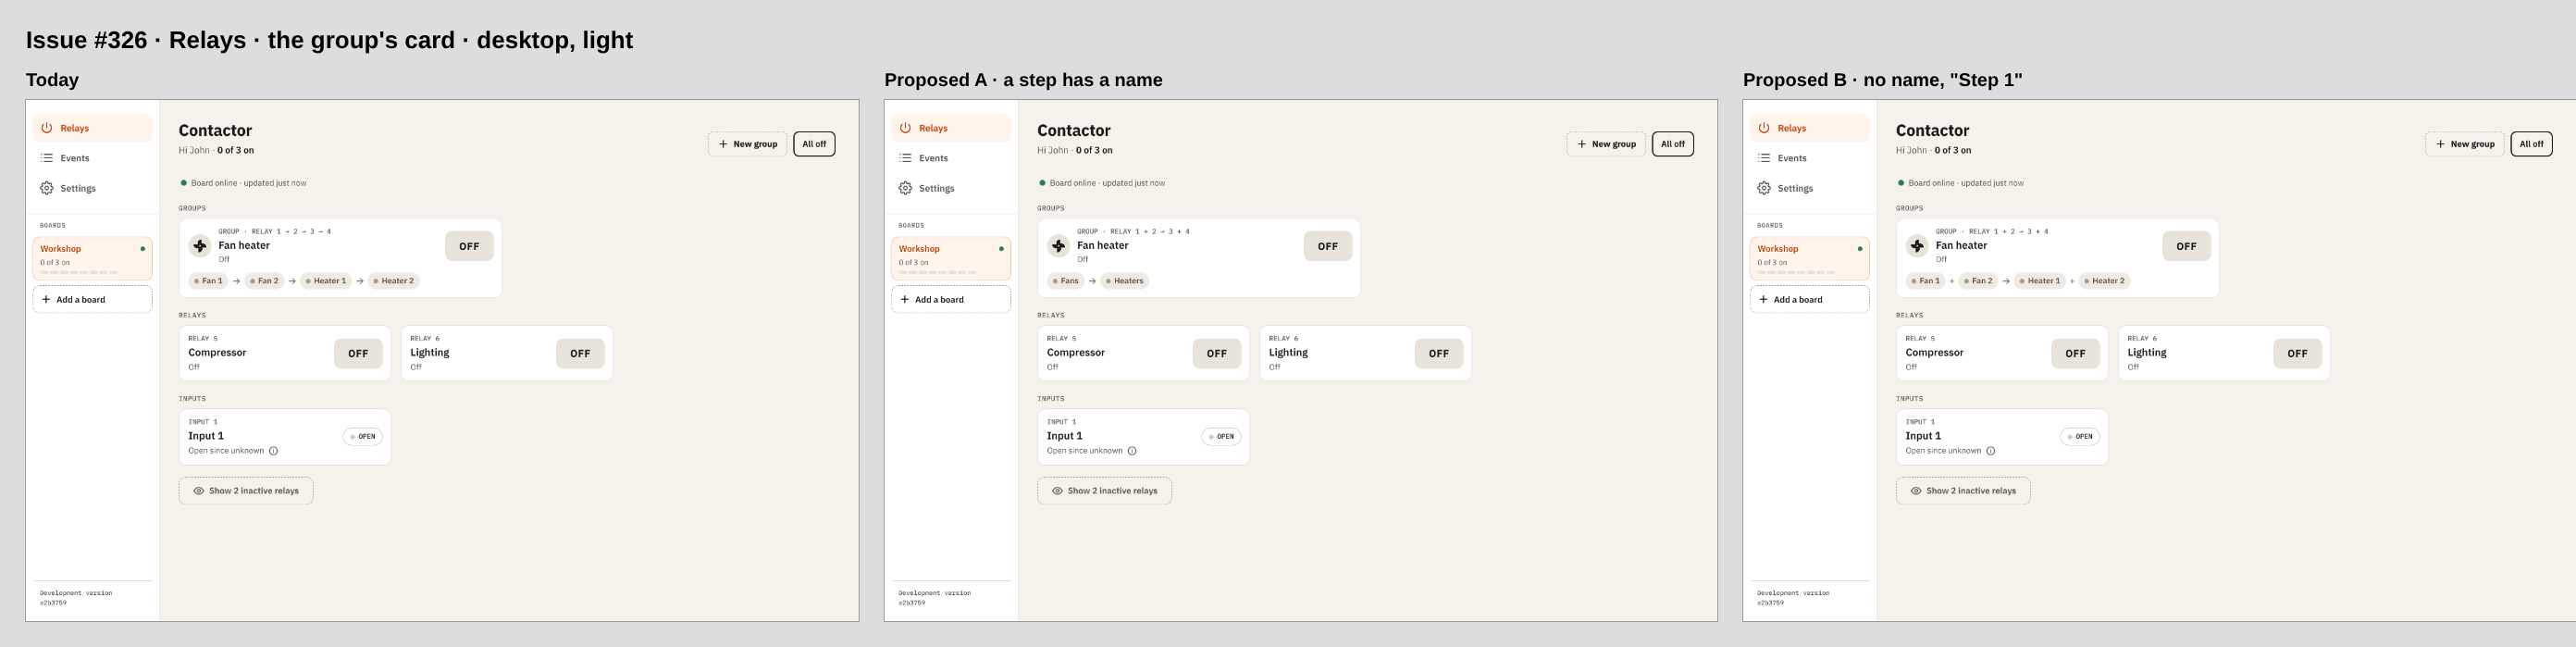 Issue #326 · Relays · the group's card · desktop, light
Today
Relays
Events
Settings
BOARDS
Workshop
0 of 3 on
+ Add a board
Development version
e2b3759
Contactor
Hi John · 0 of 3 on
+ New group
All off
Board online · updated just now
GROUPS
GROUP · RELAY 1 → 2 → 3 → 4
Fan heater
Off
OFF
Fan 1 → Fan 2 → Heater 1 → Heater 2
RELAYS
RELAY 5
Compressor
Off
OFF
RELAY 6
Lighting
Off
OFF
INPUTS
INPUT 1
Input 1
Open since unknown
OPEN
Show 2 inactive relays
Proposed A · a step has a name
Relays
Events
Settings
BOARDS
Workshop
0 of 3 on
+ Add a board
Development version
e2b3759
Contactor
Hi John · 0 of 3 on
+ New group
All off
Board online · updated just now
GROUPS
GROUP · RELAY 1 + 2 → 3 + 4
Fan heater
Off
OFF
Fans → Heaters
RELAYS
RELAY 5
Compressor
Off
OFF
RELAY 6
Lighting
Off
OFF
INPUTS
INPUT 1
Input 1
Open since unknown
OPEN
Show 2 inactive relays
Proposed B · no name, "Step 1"
Relays
Events
Settings
BOARDS
Workshop
0 of 3 on
+ Add a board
Development version
e2b3759
Contactor
Hi John · 0 of 3 on
+ New group
All off
Board online · updated just now
GROUPS
GROUP · RELAY 1 + 2 → 3 + 4
Fan heater
Off
OFF
Fan 1 + Fan 2 → Heater 1 + Heater 2
RELAYS
RELAY 5
Compressor
Off
OFF
RELAY 6
Lighting
Off
OFF
INPUTS
INPUT 1
Input 1
Open since unknown
OPEN
Show 2 inactive relays